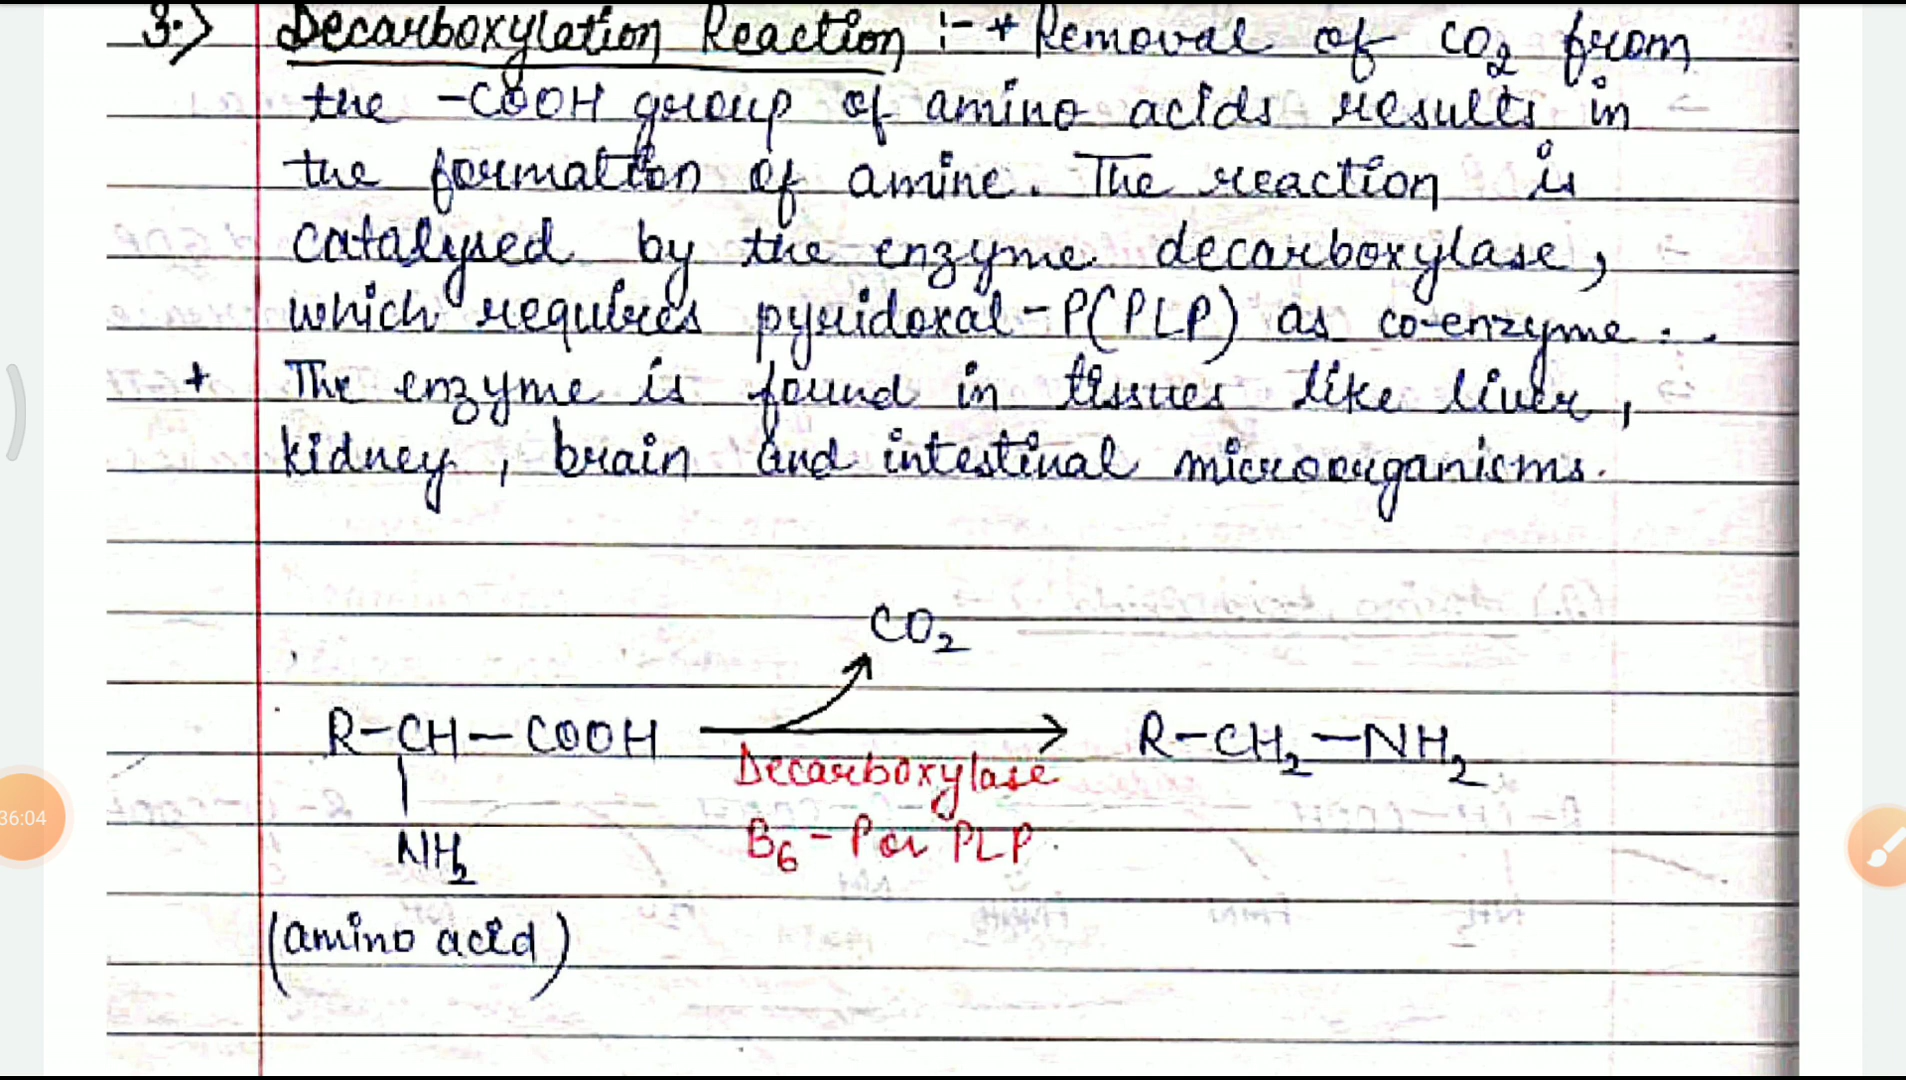 3.) Decarboxylation Reaction :- + Removal of CO2 from
the -COOH group of amino acids results in
the formation of amine. The reaction is
catalysed by the enzyme decarboxylase,
which requires pyridoxal-P(PLP) as co-enzyme.
+ The enzyme is found in tissues like liver,
kidney, brain and intestinal microorganisms.
CO2
R-CH-COOH → R-CH2-NH2
Decarboxylase
NH2 B6-P or PLP.
(amino acid)
36:04